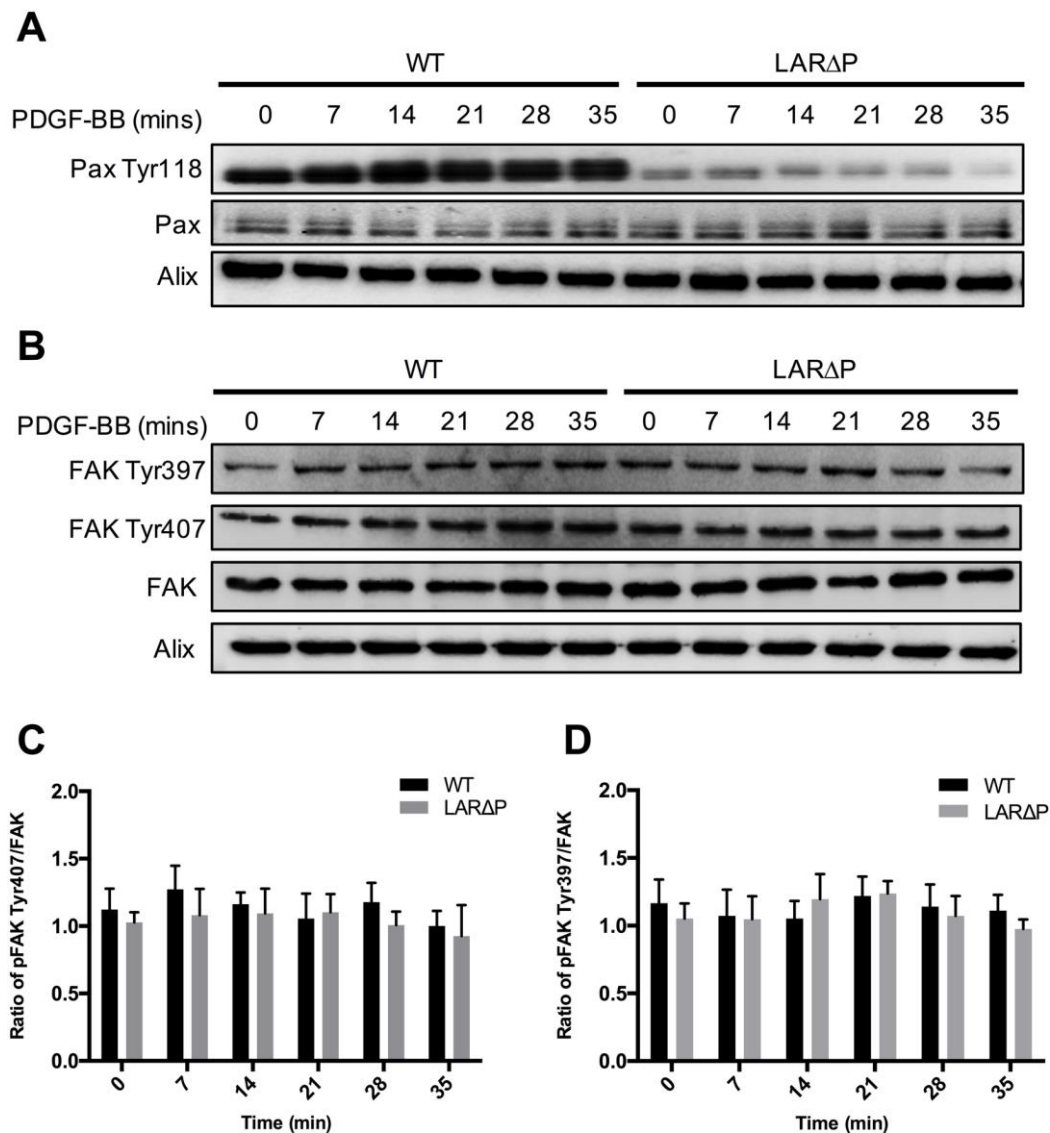 A
WT LARΔP
PDGF-BB (mins) 0 7 14 21 28 35 0 7 14 21 28 35
Pax Tyr118
Pax
Alix
B
WT LARΔP
PDGF-BB (mins) 0 7 14 21 28 35 0 7 14 21 28 35
FAK Tyr397
FAK Tyr407
FAK
Alix
C
Ratio of pFAK Tyr407/FAK
2.0
1.5
1.0
0.5
0.0
WT
LARΔP
0 7 14 21 28 35
Time (min)
D
Ratio of pFAK Tyr397/FAK
2.0
1.5
1.0
0.5
0.0
WT
LARΔP
0 7 14 21 28 35
Time (min)